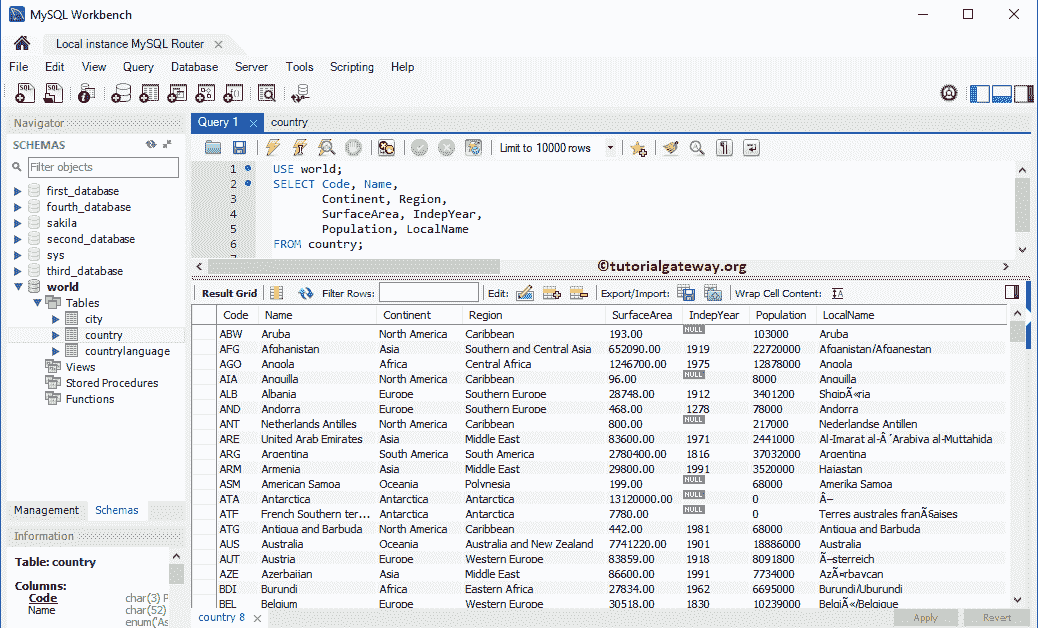 MySQL Workbench
Local instance MySQL Router
File Edit View Query Database Server Tools Scripting Help
Navigator
SCHEMAS
Filter objects
first_database
fourth_database
sakila
second_database
sys
third_database
world
Tables
city
country
countrylanguage
Views
Stored Procedures
Functions
Management Schemas
Information
Table: country
Columns:
Code char(3) P
Name char(52)
enum('As
Query 1 country
Limit to 10000 rows
1 USE world;
2 SELECT Code, Name,
3 Continent, Region,
4 SurfaceArea, IndepYear,
5 Population, LocalName
6 FROM country;
©tutorialgateway.org
Result Grid Filter Rows: Edit: Export/Import: Wrap Cell Content:
Code Name Continent Region SurfaceArea IndepYear Population LocalName
ABW Aruba North America Caribbean 193.00 NULL 103000 Aruba
AFG Afghanistan Asia Southern and Central Asia 652090.00 1919 22720000 Afganistan/Afqanestan
AGO Angola Africa Central Africa 1246700.00 1975 12878000 Angola
AIA Anguilla North America Caribbean 96.00 NULL 8000 Anguilla
ALB Albania Europe Southern Europe 28748.00 1912 3401200 ShqipÃ«ria
AND Andorra Europe Southern Europe 468.00 1278 78000 Andorra
ANT Netherlands Antilles North America Caribbean 800.00 NULL 217000 Nederlandse Antillen
ARE United Arab Emirates Asia Middle East 83600.00 1971 2441000 Al-Imarat al-Â´Arabiya al-Muttahida
ARG Argentina South America South America 2780400.00 1816 37032000 Argentina
ARM Armenia Asia Middle East 29800.00 1991 3520000 Hajastan
ASM American Samoa Oceania Polynesia 199.00 NULL 68000 Amerika Samoa
ATA Antarctica Antarctica Antarctica 13120000.00 NULL 0 Â–
ATF French Southern ter... Antarctica Antarctica 7780.00 NULL 0 Terres australes franÃ§aises
ATG Antigua and Barbuda North America Caribbean 442.00 1981 68000 Antigua and Barbuda
AUS Australia Oceania Australia and New Zealand 7741220.00 1901 18886000 Australia
AUT Austria Europe Western Europe 83859.00 1918 8091800 Ã–sterreich
AZE Azerbaijan Asia Middle East 86600.00 1991 7734000 AzÃ¤rbaycan
BDI Burundi Africa Eastern Africa 27834.00 1962 6695000 Burundi/Uburundi
BEL Belgium Europe Western Europe 30518.00 1830 10239000 BelgiÃ«/Belgique
country 8
Apply Revert